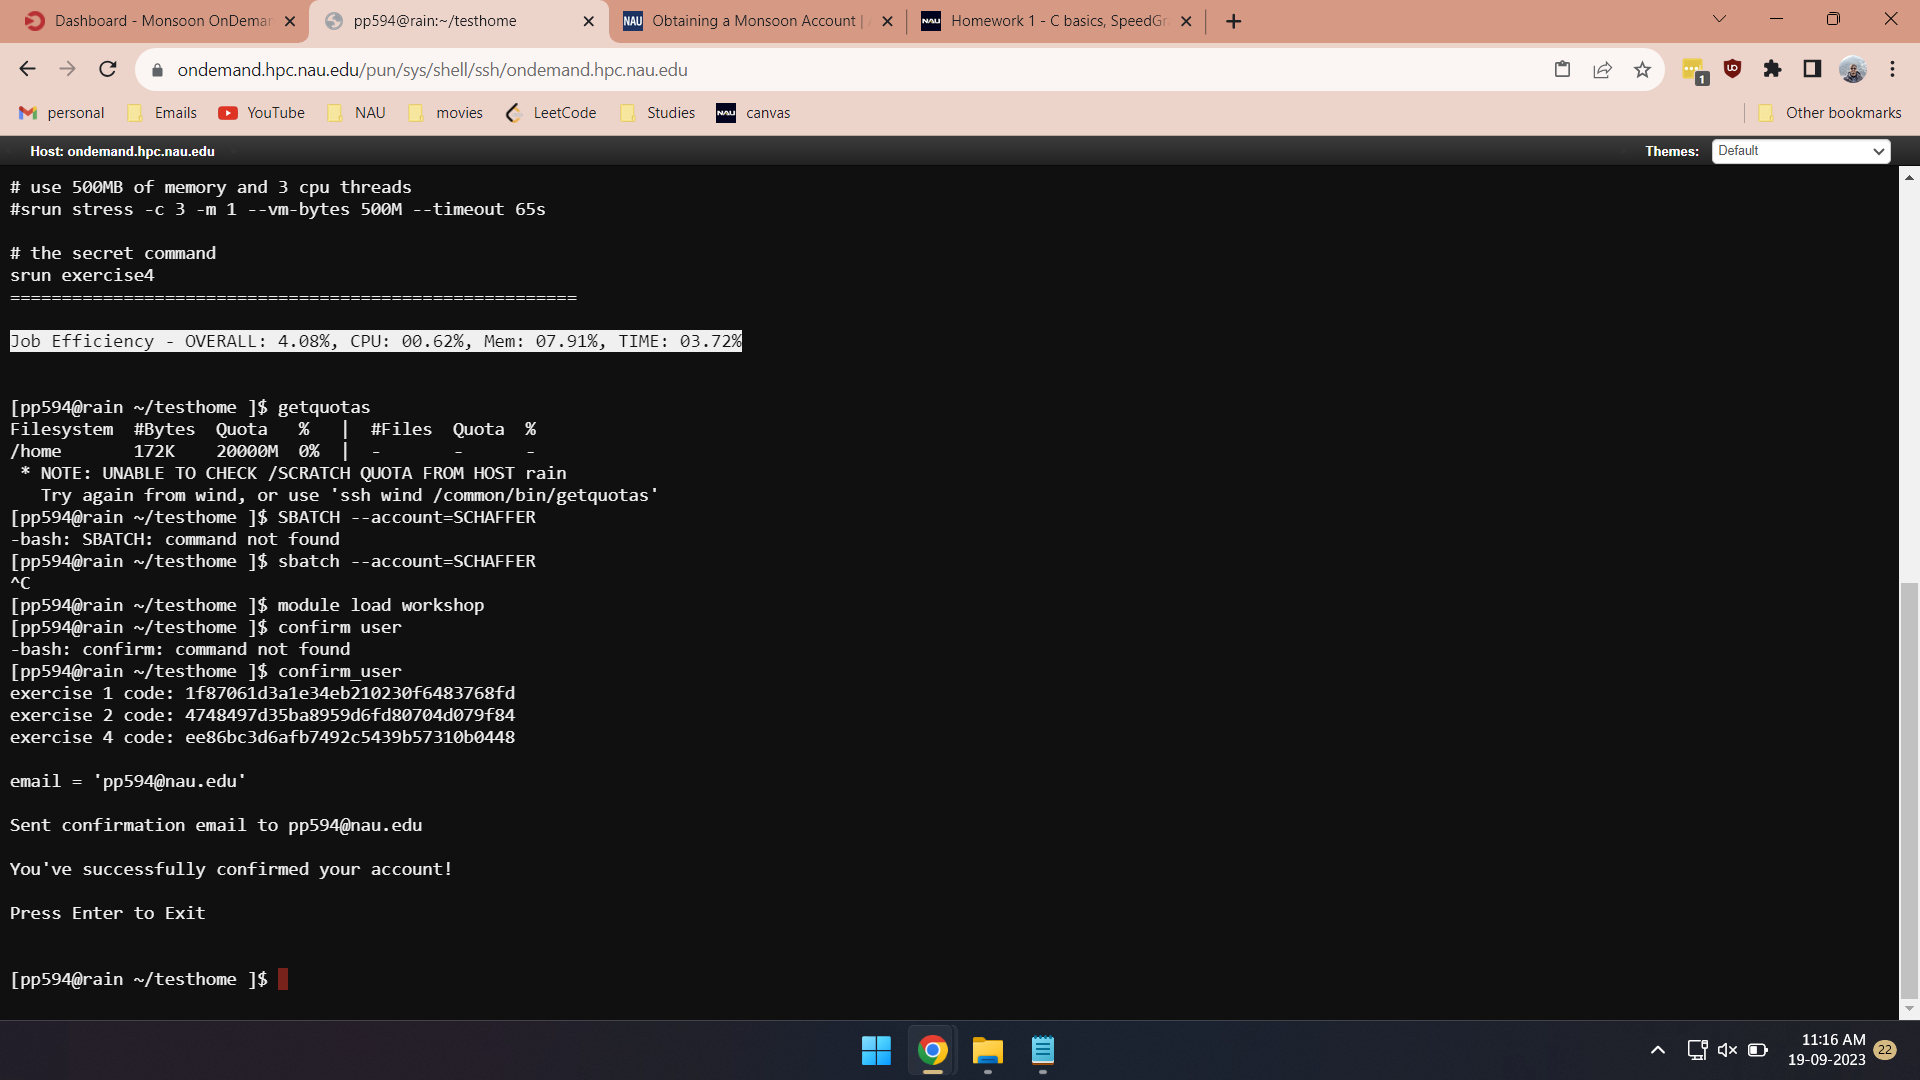 Dashboard - Monsoon OnDeman
pp594@rain:~/testhome
NAU Obtaining a Monsoon Account |
NAU Homework 1 - C basics, SpeedGr
ondemand.hpc.nau.edu/pun/sys/shell/ssh/ondemand.hpc.nau.edu
1
personal Emails YouTube NAU movies LeetCode Studies NAU canvas Other bookmarks
Host: ondemand.hpc.nau.edu Themes: Default
# use 500MB of memory and 3 cpu threads
#srun stress -c 3 -m 1 --vm-bytes 500M --timeout 65s
# the secret command
srun exercise4
=======================================================
Job Efficiency - OVERALL: 4.08%, CPU: 00.62%, Mem: 07.91%, TIME: 03.72%
[pp594@rain ~/testhome ]$ getquotas
Filesystem #Bytes Quota % | #Files Quota %
/home 172K 20000M 0% | - - -
* NOTE: UNABLE TO CHECK /SCRATCH QUOTA FROM HOST rain
Try again from wind, or use 'ssh wind /common/bin/getquotas'
[pp594@rain ~/testhome ]$ SBATCH --account=SCHAFFER
-bash: SBATCH: command not found
[pp594@rain ~/testhome ]$ sbatch --account=SCHAFFER
^C
[pp594@rain ~/testhome ]$ module load workshop
[pp594@rain ~/testhome ]$ confirm user
-bash: confirm: command not found
[pp594@rain ~/testhome ]$ confirm_user
exercise 1 code: 1f87061d3a1e34eb210230f6483768fd
exercise 2 code: 4748497d35ba8959d6fd80704d079f84
exercise 4 code: ee86bc3d6afb7492c5439b57310b0448
email = 'pp594@nau.edu'
Sent confirmation email to pp594@nau.edu
You've successfully confirmed your account!
Press Enter to Exit
[pp594@rain ~/testhome ]$
11:16 AM
19-09-2023
22